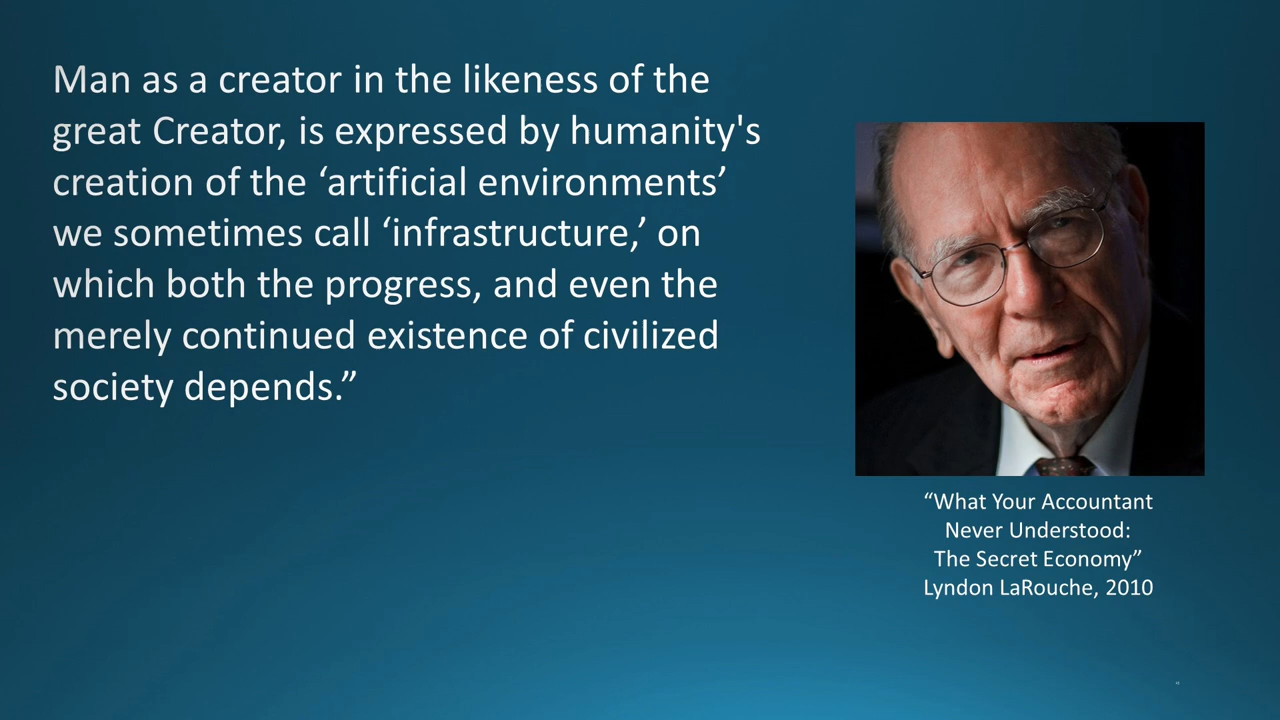 Man as a creator in the likeness of the
great Creator, is expressed by humanity's
creation of the ‘artificial environments’
we sometimes call ‘infrastructure,’ on
which both the progress, and even the
merely continued existence of civilized
society depends.”
“What Your Accountant
Never Understood:
The Secret Economy”
Lyndon LaRouche, 2010